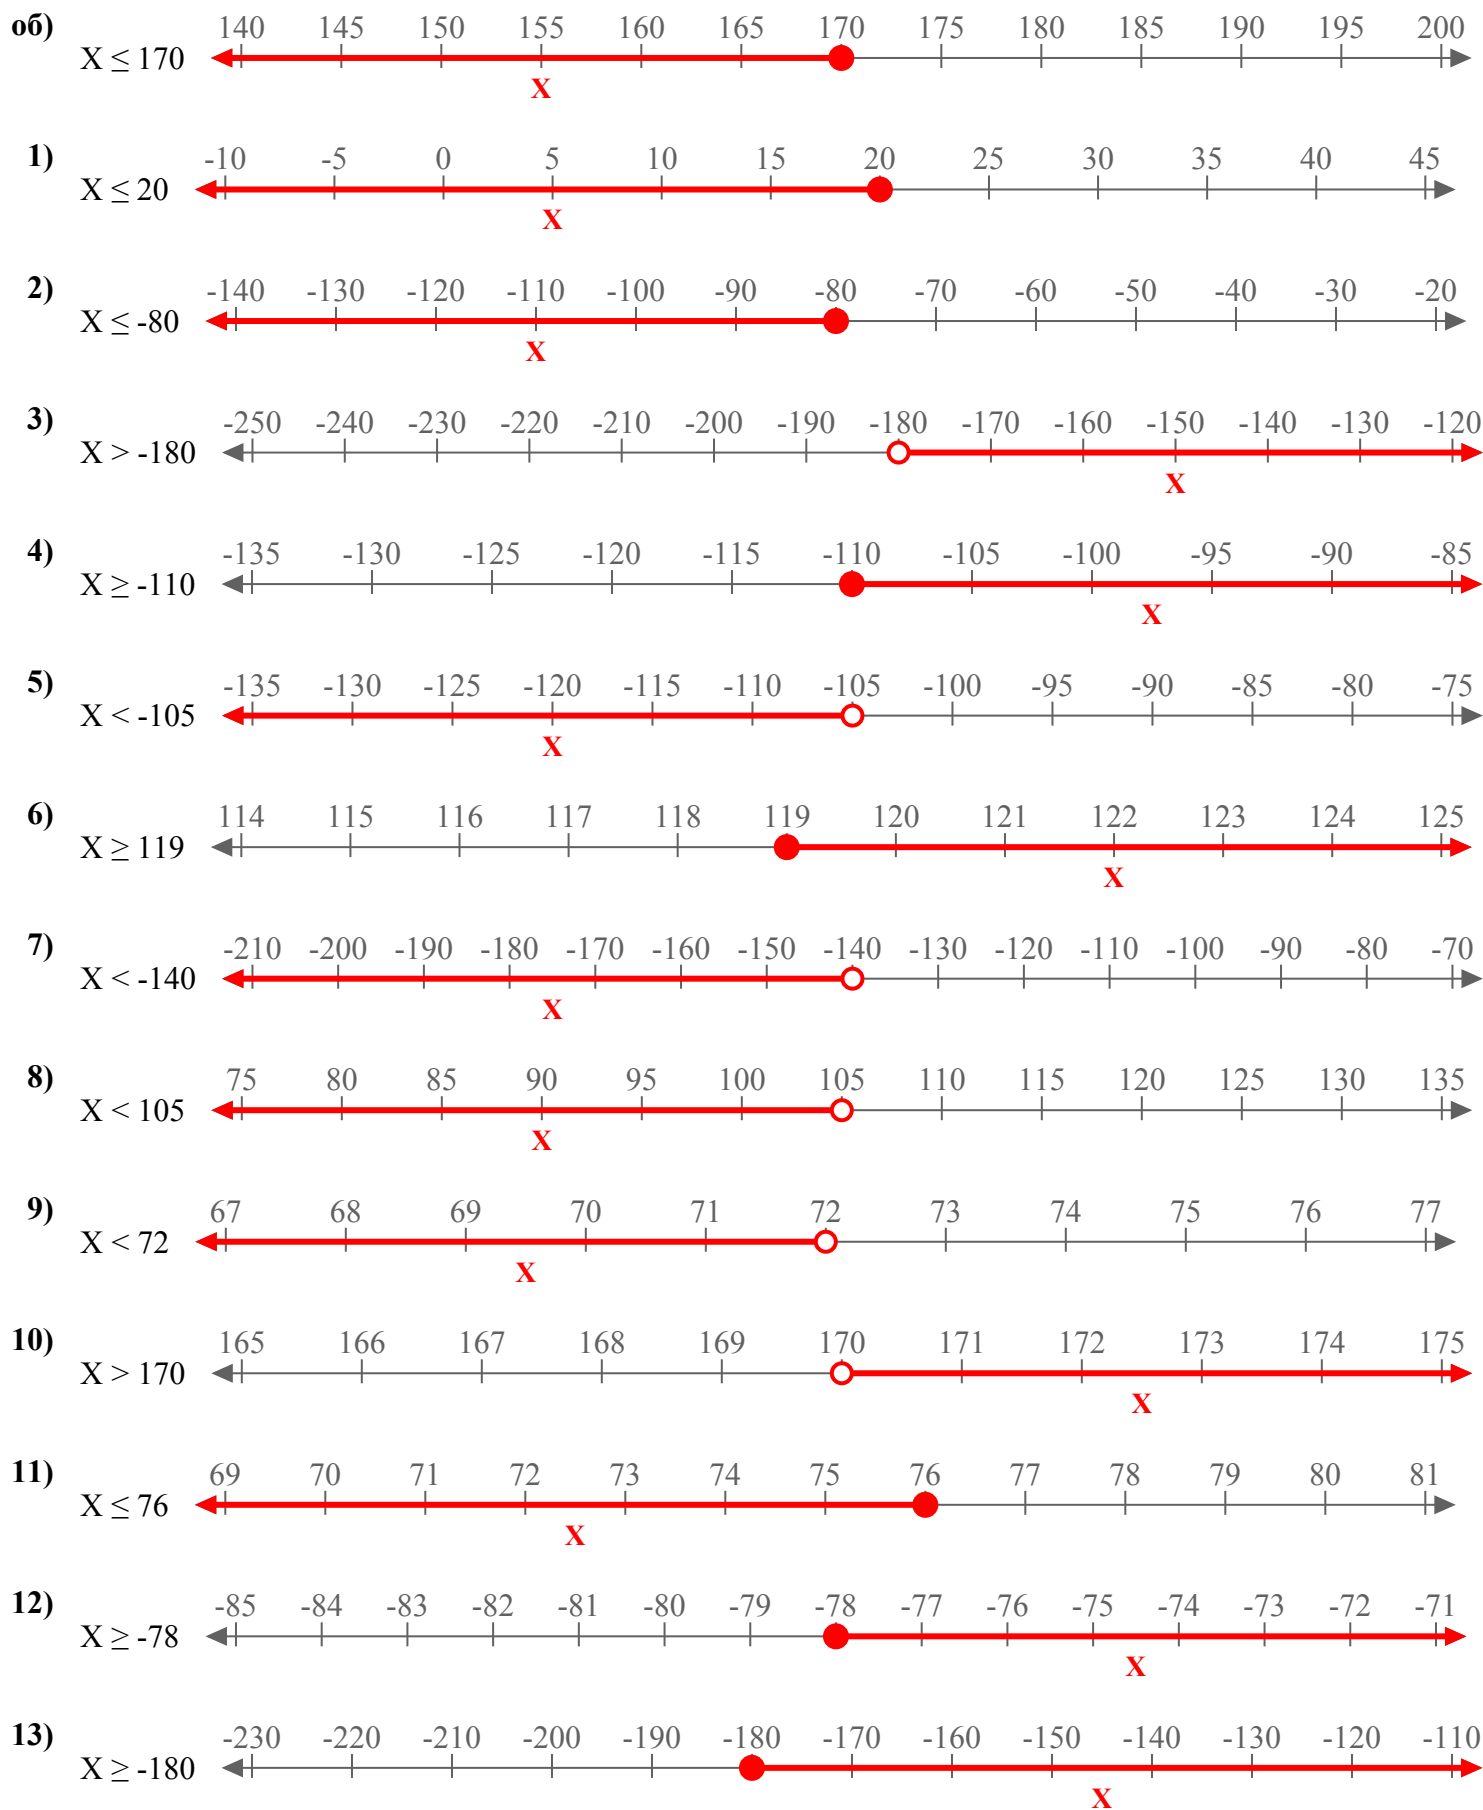 об) 140 145 150 155 160 165 170 175 180 185 190 195 200
X ≤ 170
X
1) -10 -5 0 5 10 15 20 25 30 35 40 45
X ≤ 20
X
2) -140 -130 -120 -110 -100 -90 -80 -70 -60 -50 -40 -30 -20
X ≤ -80
X
3) -250 -240 -230 -220 -210 -200 -190 -180 -170 -160 -150 -140 -130 -120
X > -180
X
4) -135 -130 -125 -120 -115 -110 -105 -100 -95 -90 -85
X ≥ -110
X
5) -135 -130 -125 -120 -115 -110 -105 -100 -95 -90 -85 -80 -75
X < -105
X
6) 114 115 116 117 118 119 120 121 122 123 124 125
X ≥ 119
X
7) -210 -200 -190 -180 -170 -160 -150 -140 -130 -120 -110 -100 -90 -80 -70
X < -140
X
8) 75 80 85 90 95 100 105 110 115 120 125 130 135
X < 105
X
9) 67 68 69 70 71 72 73 74 75 76 77
X < 72
X
10) 165 166 167 168 169 170 171 172 173 174 175
X > 170
X
11) 69 70 71 72 73 74 75 76 77 78 79 80 81
X ≤ 76
X
12) -85 -84 -83 -82 -81 -80 -79 -78 -77 -76 -75 -74 -73 -72 -71
X ≥ -78
X
13) -230 -220 -210 -200 -190 -180 -170 -160 -150 -140 -130 -120 -110
X ≥ -180
X